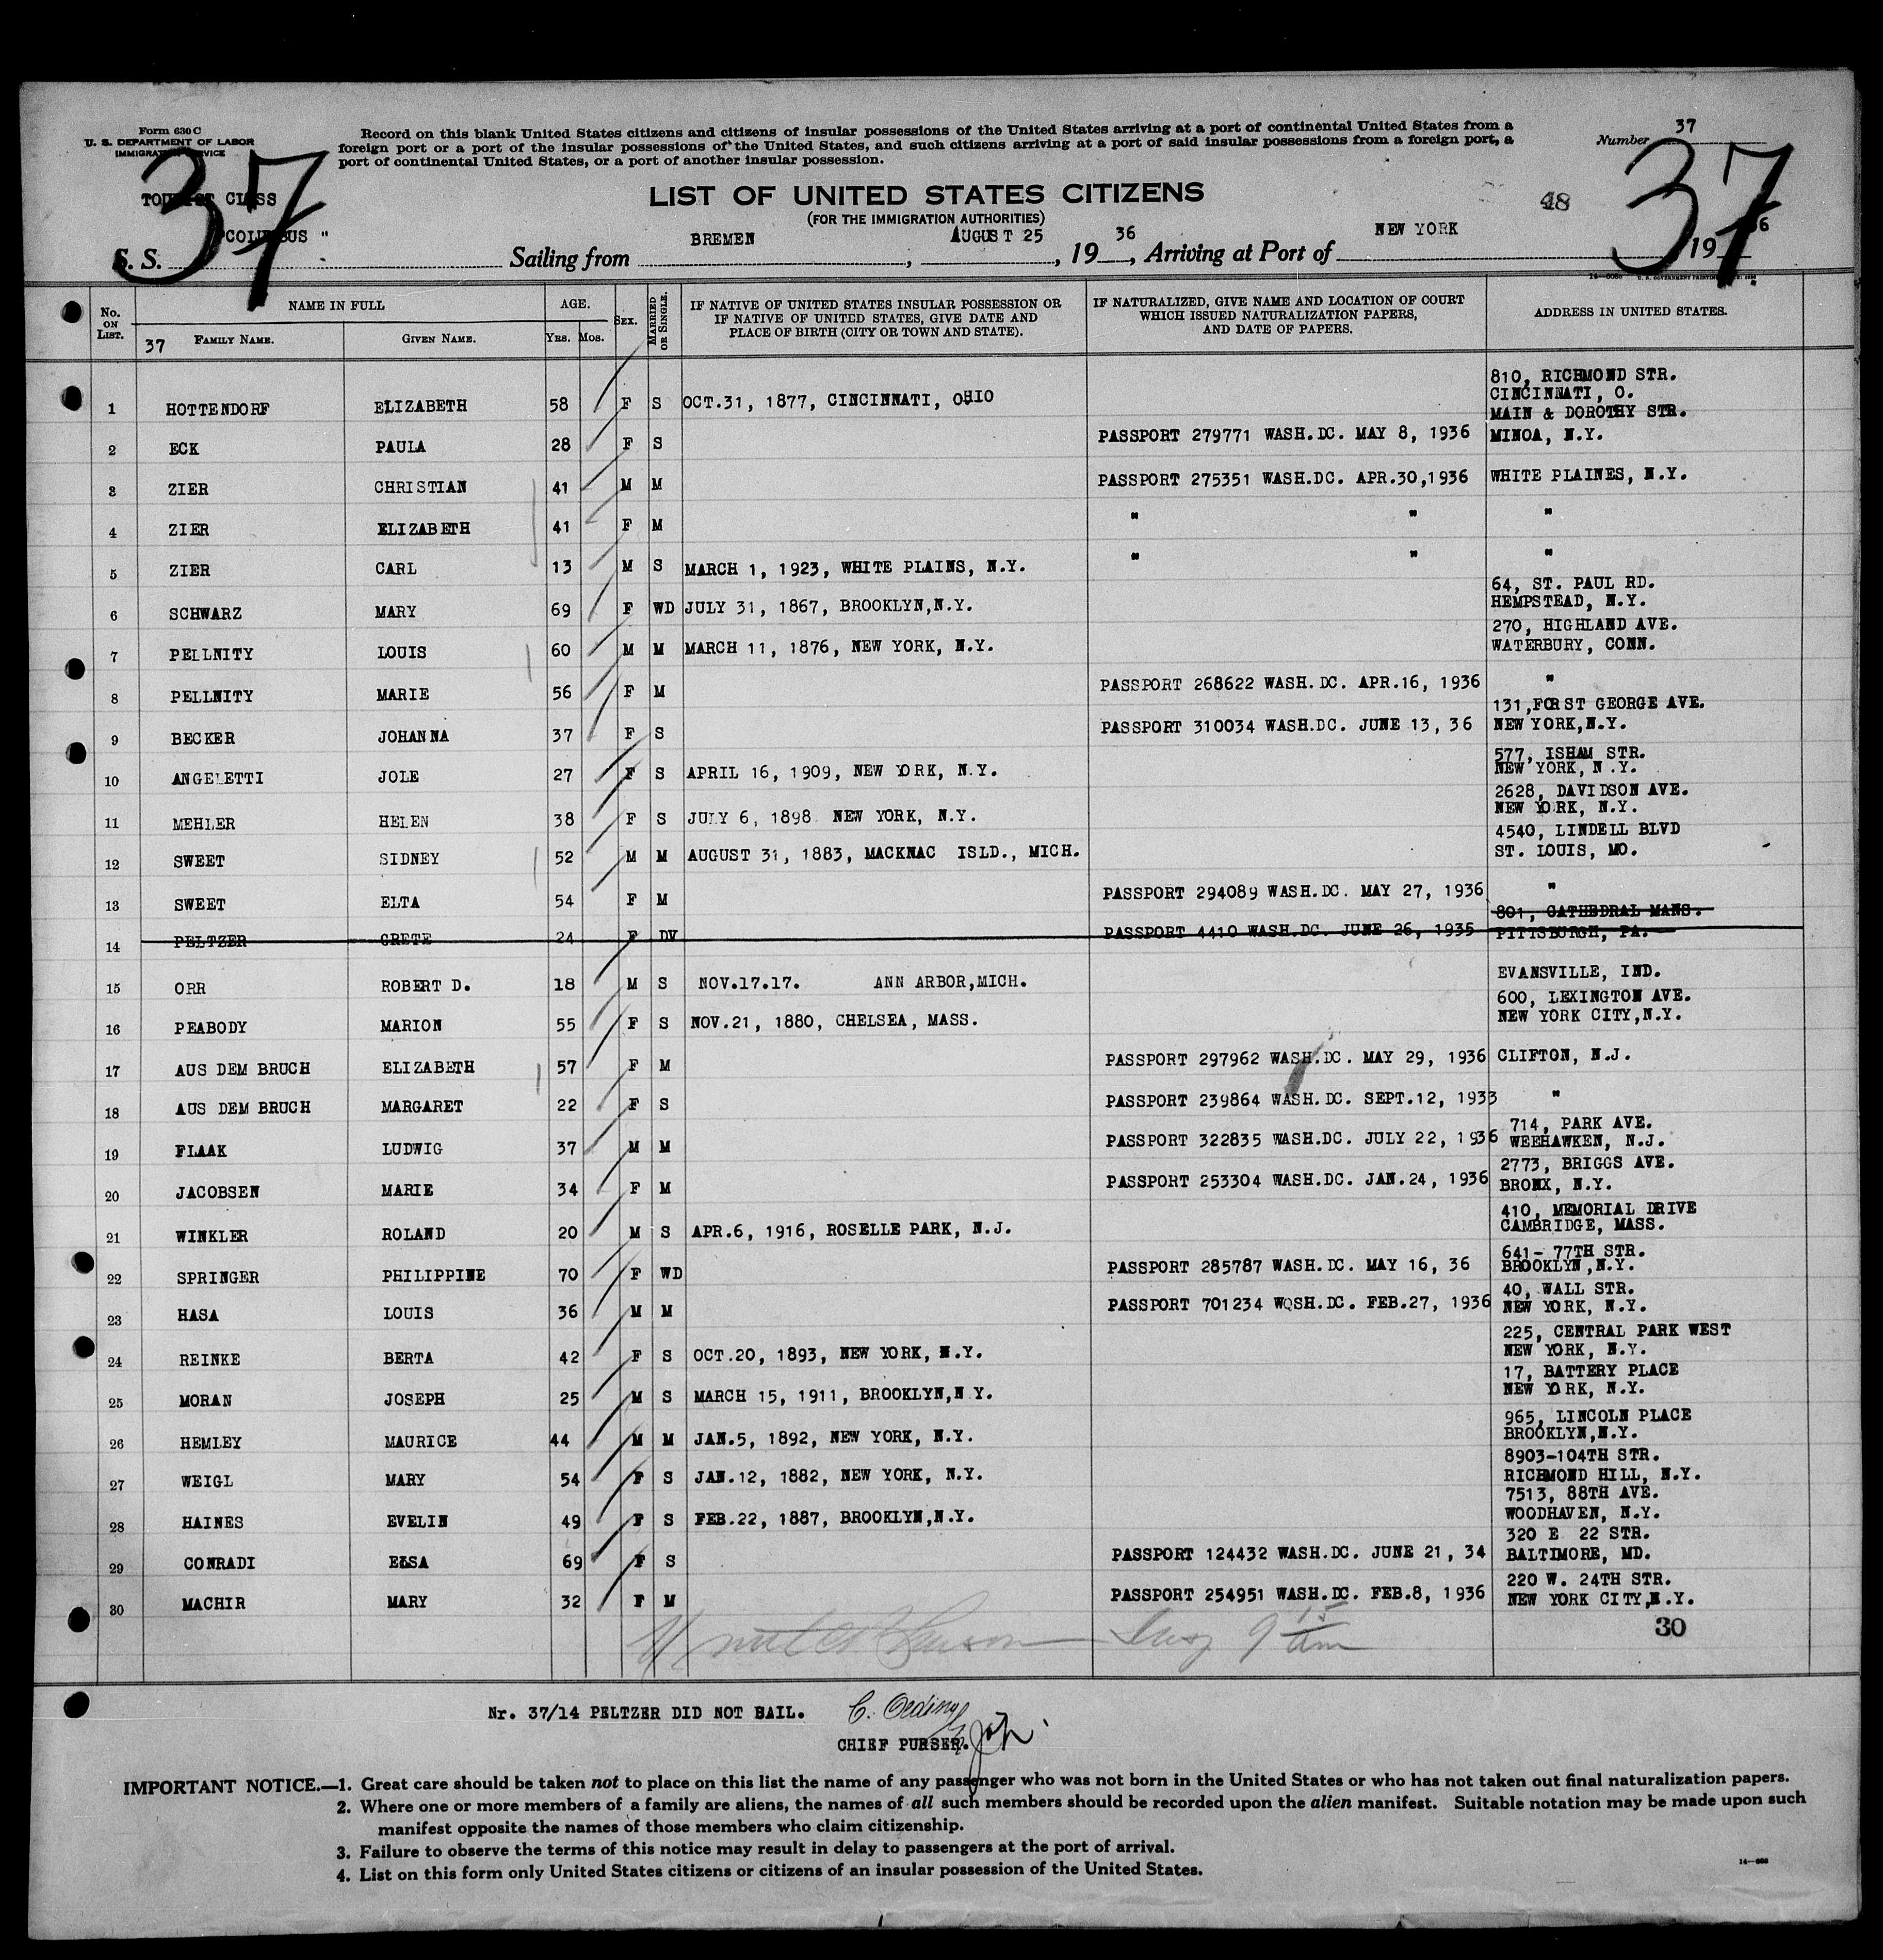 Form 630 C
U. S. DEPARTMENT OF LABOR
IMMIGRATION SERVICE
Record on this blank United States citizens and citizens of insular possessions of the United States arriving at a port of continental United States from a
foreign port or a port of the insular possessions of the United States, and such citizens arriving at a port of said insular possessions from a foreign port, a
port of continental United States, or a port of another insular possession.
Number 37
37 37
TOURIST CLASS
LIST OF UNITED STATES CITIZENS
(FOR THE IMMIGRATION AUTHORITIES)
48
S. S. "COLUMBUS" Sailing from BREMEN, AUGUST 25, 19 36, Arriving at Port of NEW YORK 19 36
No. ON LIST. NAME IN FULL AGE. SEX. MARRIED OR SINGLE. IF NATIVE OF UNITED STATES INSULAR POSSESSION OR IF NATIVE OF UNITED STATES, GIVE DATE AND PLACE OF BIRTH (CITY OR TOWN AND STATE). IF NATURALIZED, GIVE NAME AND LOCATION OF COURT WHICH ISSUED NATURALIZATION PAPERS, AND DATE OF PAPERS. ADDRESS IN UNITED STATES.
37 FAMILY NAME. GIVEN NAME. YRS. MOS.
1 HOTTENDORF ELIZABETH 58 F S OCT.31, 1877, CINCINNATI, OHIO 810, RICHMOND STR. CINCINNATI, O.
2 ECK PAULA 28 F S PASSPORT 279771 WASH.DC. MAY 8, 1936 MAIN & DOROTHY STR. MINOA, N.Y.
3 ZIER CHRISTIAN 41 M M PASSPORT 275351 WASH.DC. APR.30,1936 WHITE PLAINES, N.Y.
4 ZIER ELIZABETH 41 F M " " "
5 ZIER CARL 13 M S MARCH 1, 1923, WHITE PLAINS, N.Y. " " "
6 SCHWARZ MARY 69 F WD JULY 31, 1867, BROOKLYN,N.Y. 64, ST. PAUL RD. HEMPSTEAD, N.Y.
7 PELLNITY LOUIS 60 M M MARCH 11, 1876, NEW YORK, N.Y. 270, HIGHLAND AVE. WATERBURY, CONN.
8 PELLNITY MARIE 56 F M PASSPORT 268622 WASH.DC. APR.16, 1936 "
9 BECKER JOHANNA 37 F S PASSPORT 310034 WASH.DC. JUNE 13, 36 131,FORST GEORGE AVE. NEW YORK,N.Y.
10 ANGELETTI JOLE 27 F S APRIL 16, 1909, NEW YORK, N.Y. 577, ISHAM STR. NEW YORK, N.Y.
11 MEHLER HELEN 38 F S JULY 6, 1898 NEW YORK, N.Y. 2628, DAVIDSON AVE. NEW YORK, N.Y.
12 SWEET SIDNEY 52 M M AUGUST 31, 1883, MACKNAC ISLD., MICH. 4540, LINDELL BLVD ST. LOUIS, MO.
13 SWEET ELTA 54 F M PASSPORT 294089 WASH.DC. MAY 27, 1936 "
14 PELTZER GRETE 24 F DV PASSPORT 4410 WASH.DC. JUNE 26, 1935 801, CATHEDRAL MANS. PITTSBURGH, PA.
15 ORR ROBERT D. 18 M S NOV.17.17. ANN ARBOR,MICH. EVANSVILLE, IND.
16 PEABODY MARION 55 F S NOV.21, 1880, CHELSEA, MASS. 600, LEXINGTON AVE. NEW YORK CITY,N.Y.
17 AUS DEM BRUCH ELIZABETH 57 F M PASSPORT 297962 WASH.DC. MAY 29, 1936 CLIFTON, N.J.
18 AUS DEM BRUCH MARGARET 22 F S PASSPORT 239864 WASH.DC. SEPT.12, 1933 "
19 FLAAK LUDWIG 37 M M PASSPORT 322835 WASH.DC. JULY 22, 1936 714, PARK AVE. WEEHAWKEN, N.J.
20 JACOBSEN MARIE 34 F M PASSPORT 253304 WASH.DC. JAN.24, 1936 2773, BRIGGS AVE. BRONX, N.Y.
21 WINKLER ROLAND 20 M S APR.6, 1916, ROSELLE PARK, N.J. 410, MEMORIAL DRIVE CAMBRIDGE, MASS.
22 SPRINGER PHILIPPINE 70 F WD PASSPORT 285787 WASH.DC. MAY 16, 36 641- 77TH STR. BROOKLYN,N.Y.
23 HASA LOUIS 36 M M PASSPORT 701234 WQSH.DC. FEB.27, 1936 40, WALL STR. NEW YORK, N.Y.
24 REINKE BERTA 42 F S OCT.20, 1893, NEW YORK, N.Y. 225, CENTRAL PARK WEST NEW YORK, N.Y.
25 MORAN JOSEPH 25 M S MARCH 15, 1911, BROOKLYN,N Y. 17, BATTERY PLACE NEW YORK, N.Y.
26 HEMLEY MAURICE 44 M M JAN.5, 1892, NEW YORK, N.Y. 965, LINCOLN PLACE BROOKLYN,N.Y.
27 WEIGL MARY 54 F S JAN.12, 1882, NEW YORK, N.Y. 8903-104TH STR. RICHMOND HILL, N.Y.
28 HAINES EVELIN 49 F S FEB.22, 1887, BROOKLYN,N.Y. 7513, 88TH AVE. WOODHAVEN, N.Y.
29 CONRADI ELSA 69 F S PASSPORT 124432 WASH.DC. JUNE 21, 34 320 E 22 STR. BALTIMORE, MD.
30 MACHIR MARY 32 F M PASSPORT 254951 WASH.DC. FEB.8, 1936 220 W. 24TH STR. NEW YORK CITY,N.Y.
30
Nr. 37/14 PELTZER DID NOT BAIL.
CHIEF PURSER.
IMPORTANT NOTICE.—1. Great care should be taken not to place on this list the name of any passenger who was not born in the United States or who has not taken out final naturalization papers.
2. Where one or more members of a family are aliens, the names of all such members should be recorded upon the alien manifest. Suitable notation may be made upon such
manifest opposite the names of those members who claim citizenship.
3. Failure to observe the terms of this notice may result in delay to passengers at the port of arrival.
4. List on this form only United States citizens or citizens of an insular possession of the United States.